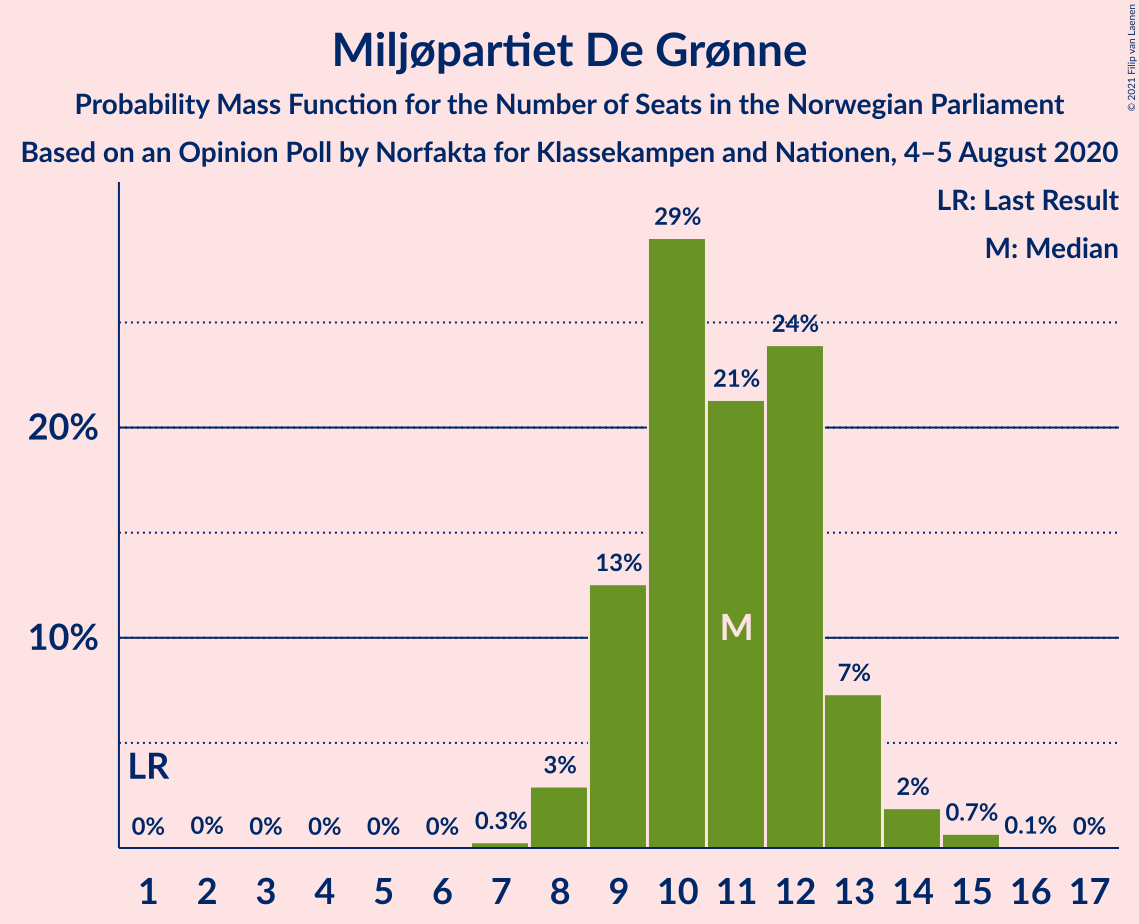 Miljøpartiet De Grønne
Probability Mass Function for the Number of Seats in the Norwegian Parliament
Based on an Opinion Poll by Norfakta for Klassekampen and Nationen, 4–5 August 2020
© 2021 Filip van Laenen
LR: Last Result
M: Median
29%
24%
21%
20%
13%
M
10%
7%
LR
3%
2%
0% 0% 0% 0% 0% 0% 0.3% 0.7% 0.1% 0%
1 2 3 4 5 6 7 8 9 10 11 12 13 14 15 16 17